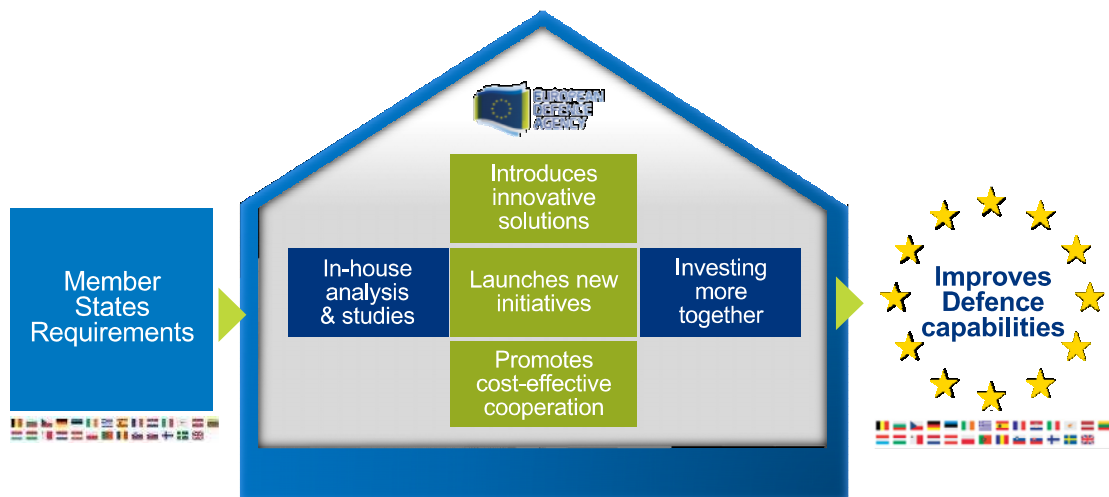 EUROPEAN
DEFENCE
AGENCY
Introduces
innovative
solutions
Member
States
Requirements
In-house
analysis
& studies
Launches new
initiatives
Investing
more
together
Improves
Defence
capabilities
Promotes
cost-effective
cooperation